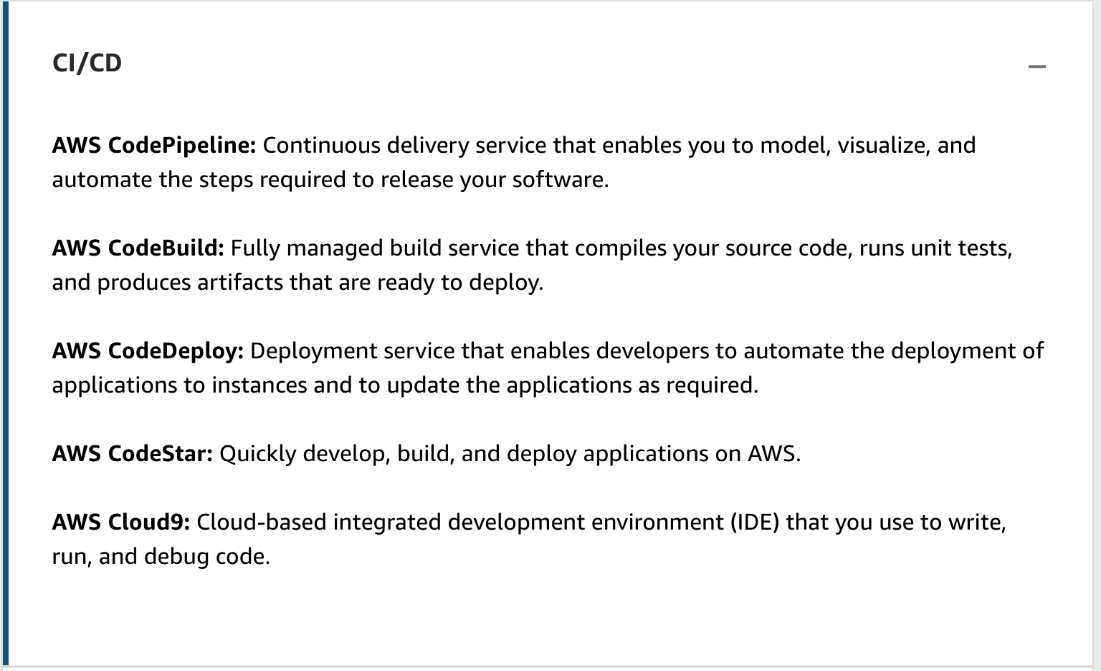 CI/CD
AWS CodePipeline: Continuous delivery service that enables you to model, visualize, and
automate the steps required to release your software.
AWS CodeBuild: Fully managed build service that compiles your source code, runs unit tests,
and produces artifacts that are ready to deploy.
AWS CodeDeploy: Deployment service that enables developers to automate the deployment of
applications to instances and to update the applications as required.
AWS CodeStar: Quickly develop, build, and deploy applications on AWS.
AWS Cloud9: Cloud-based integrated development environment (IDE) that you use to write,
run, and debug code.